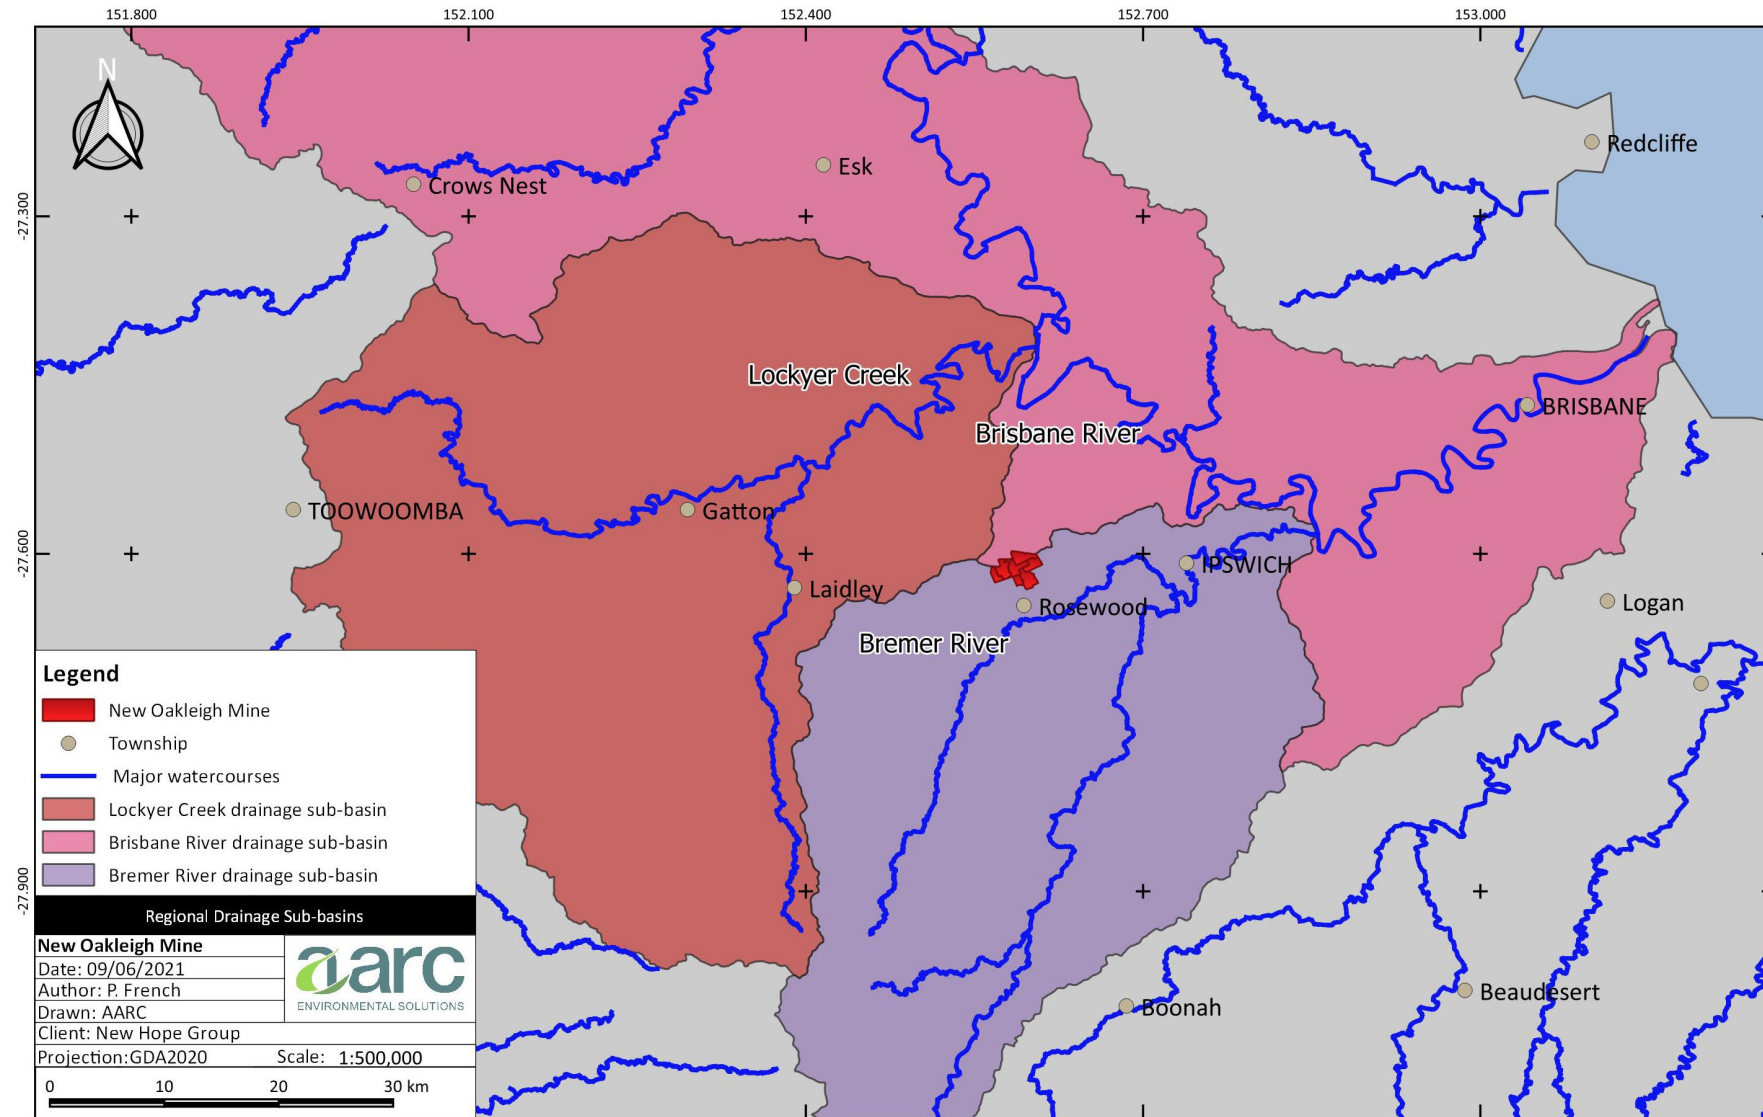 151.800 152.100 152.400 152.700 153.000
N
-27.300
-27.600
-27.900
Redcliffe
Esk
Crows Nest
Lockyer Creek
BRISBANE
Brisbane River
TOOWOOMBA
Gatton
IPSWICH
Laidley
Rosewood
Logan
Bremer River
Beaudesert
Boonah
Legend
New Oakleigh Mine
Township
Major watercourses
Lockyer Creek drainage sub-basin
Brisbane River drainage sub-basin
Bremer River drainage sub-basin
Regional Drainage Sub-basins
New Oakleigh Mine
Date: 09/06/2021
Author: P. French
Drawn: AARC
aarc
ENVIRONMENTAL SOLUTIONS
Client: New Hope Group
Projection:GDA2020 Scale: 1:500,000
0 10 20 30 km